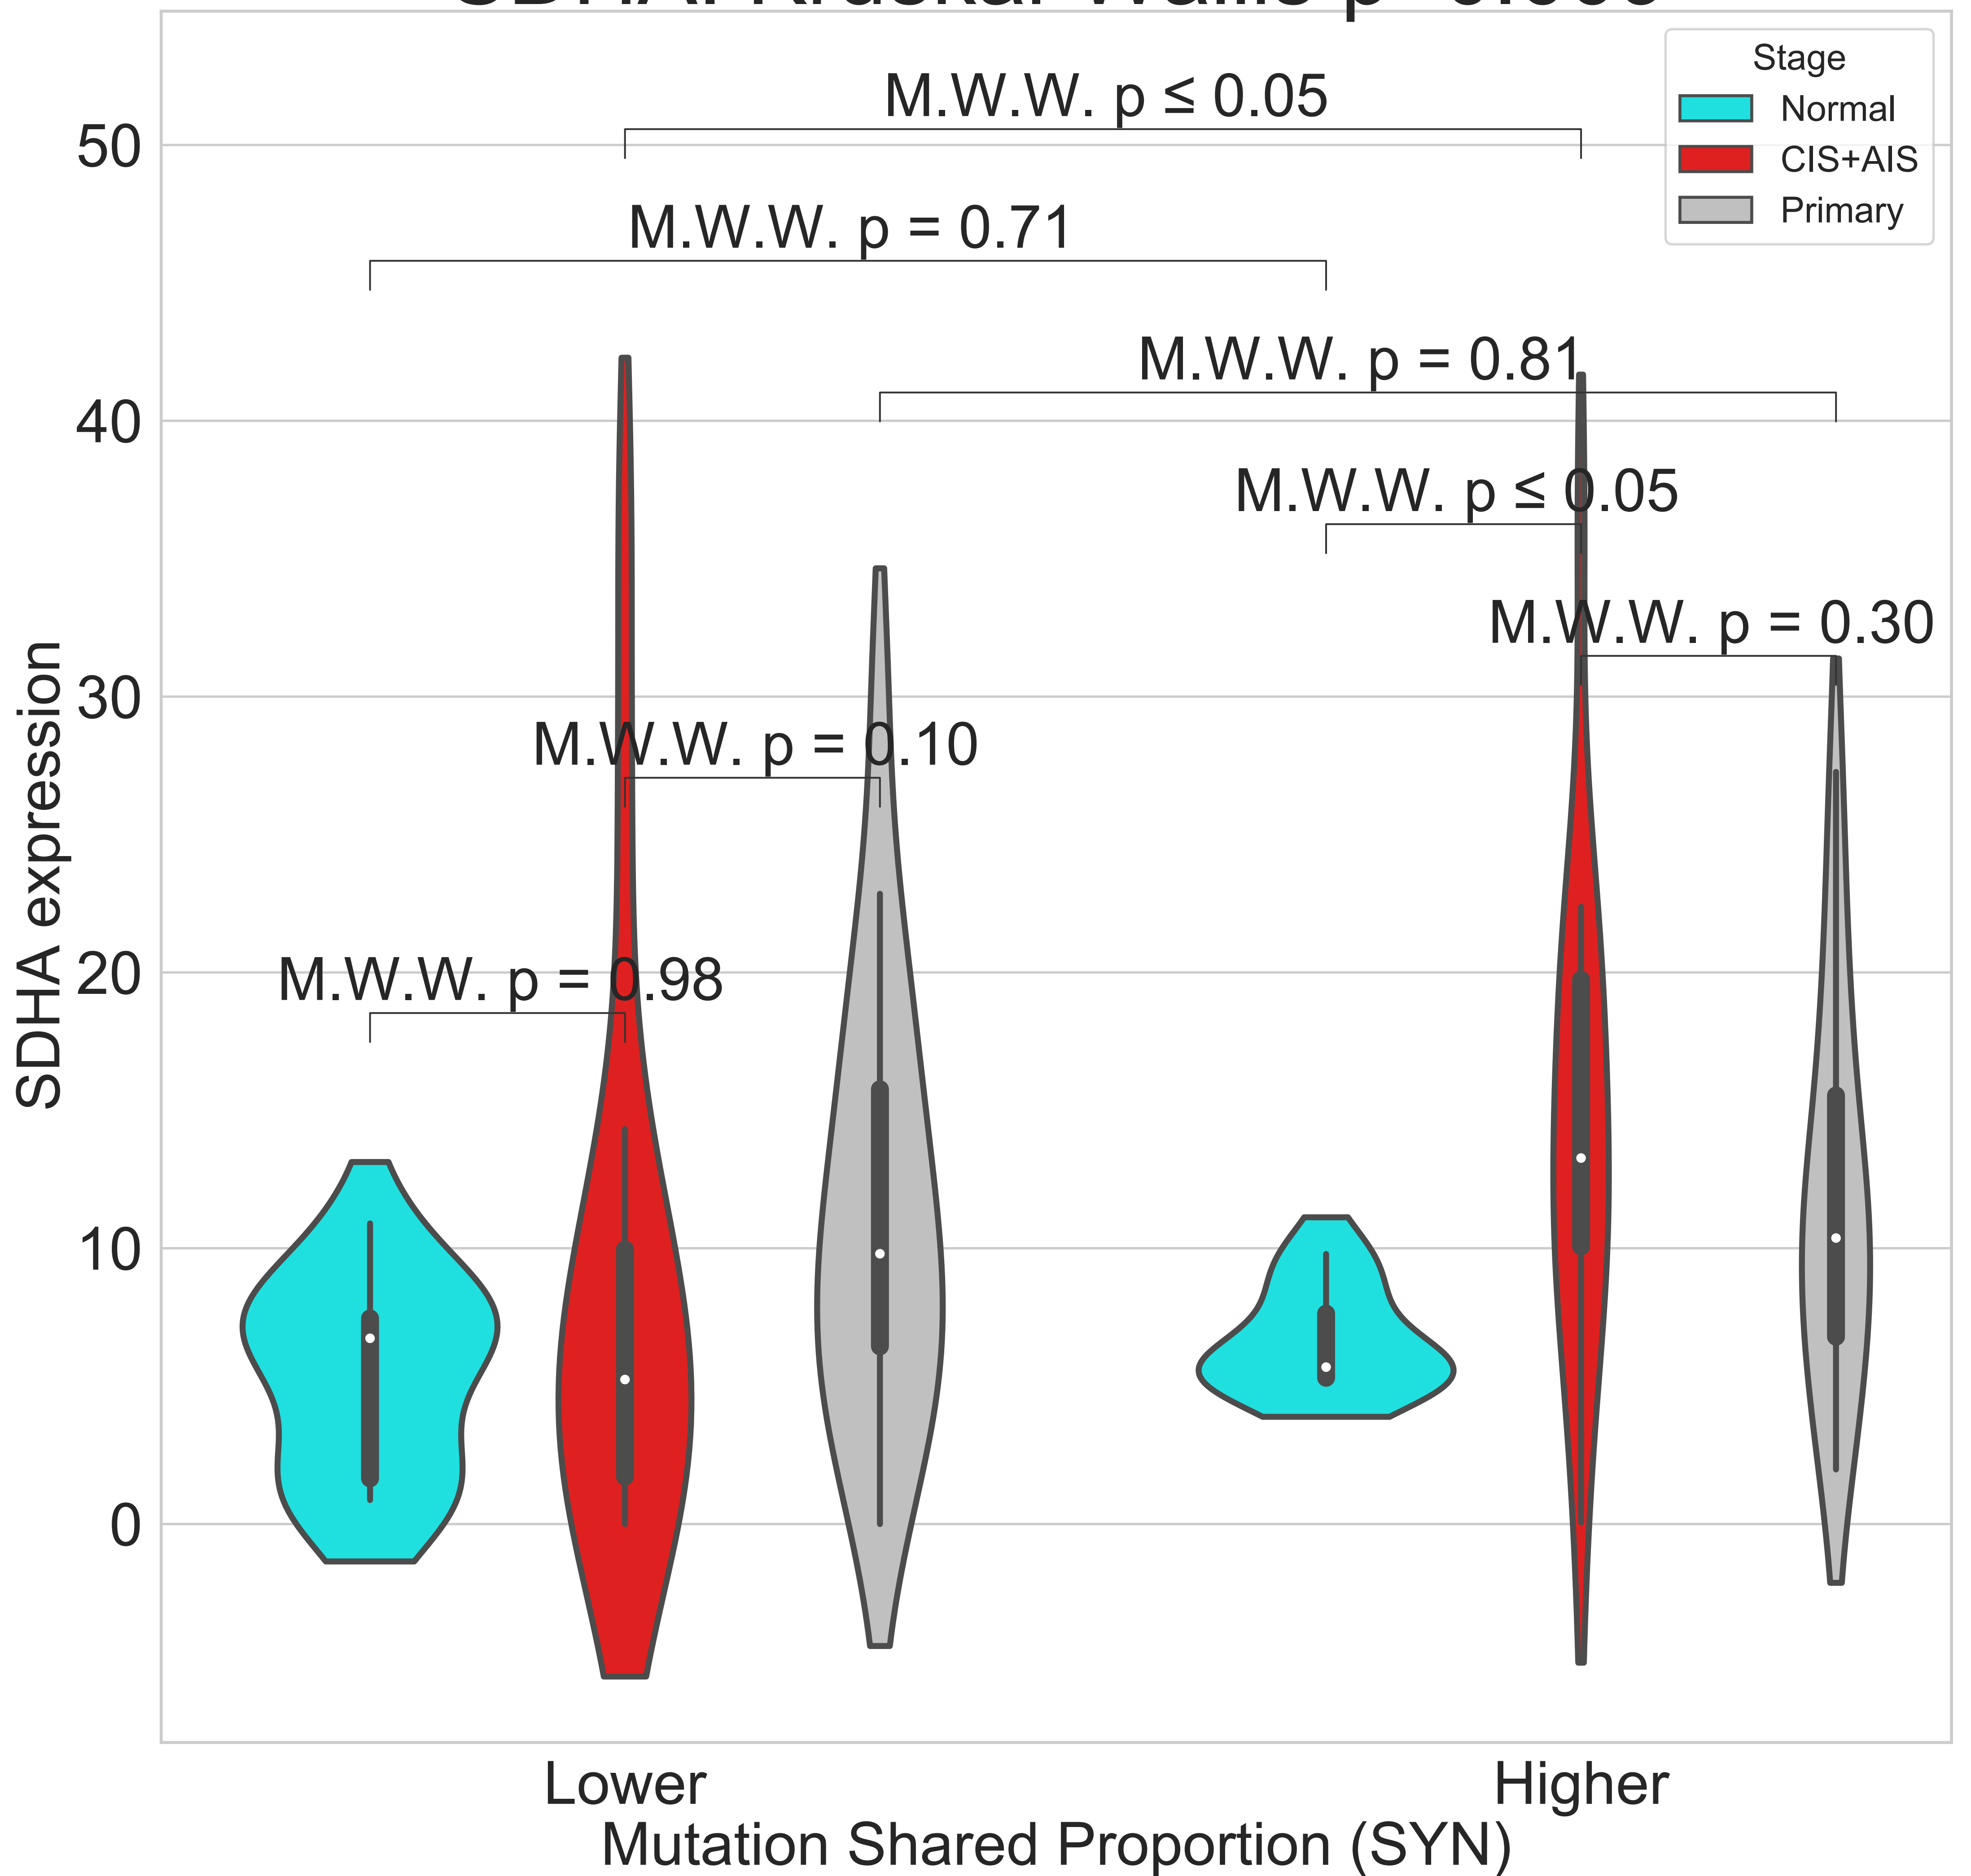 Stage
Normal
CIS+AIS
Primary
M.W.W. p ≤ 0.05
M.W.W. p = 0.71
M.W.W. p = 0.81
M.W.W. p ≤ 0.05
M.W.W. p = 0.30
M.W.W. p = 0.10
M.W.W. p = 0.98
50
40
30
20
10
0
SDHA expression
Lower
Higher
Mutation Shared Proportion (SYN)